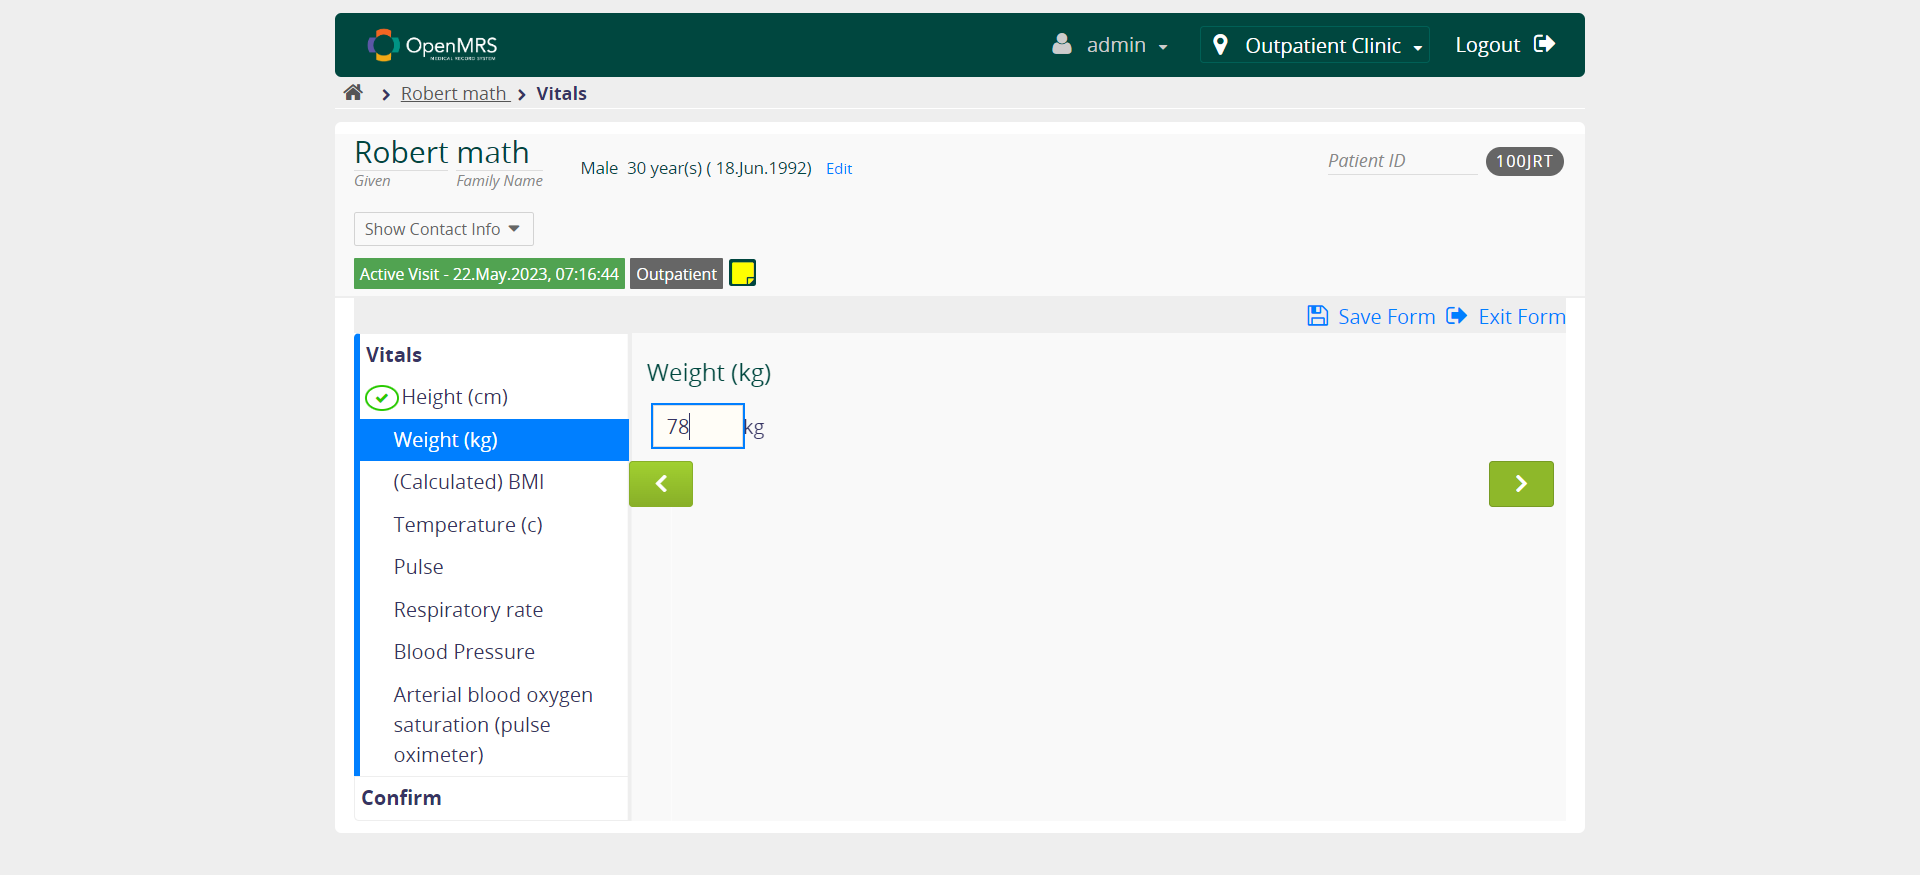 OpenMRS
MEDICAL RECORD SYSTEM
admin
Outpatient Clinic
Logout
Robert math
Vitals
Robert math
Given
Family Name
Male 30 year(s) ( 18.Jun.1992) Edit
Patient ID
100JRT
Show Contact Info
Active Visit - 22.May.2023, 07:16:44
Outpatient
Save Form
Exit Form
Vitals
Height (cm)
Weight (kg)
(Calculated) BMI
Temperature (c)
Pulse
Respiratory rate
Blood Pressure
Arterial blood oxygen
saturation (pulse
oximeter)
Confirm
Weight (kg)
78 kg